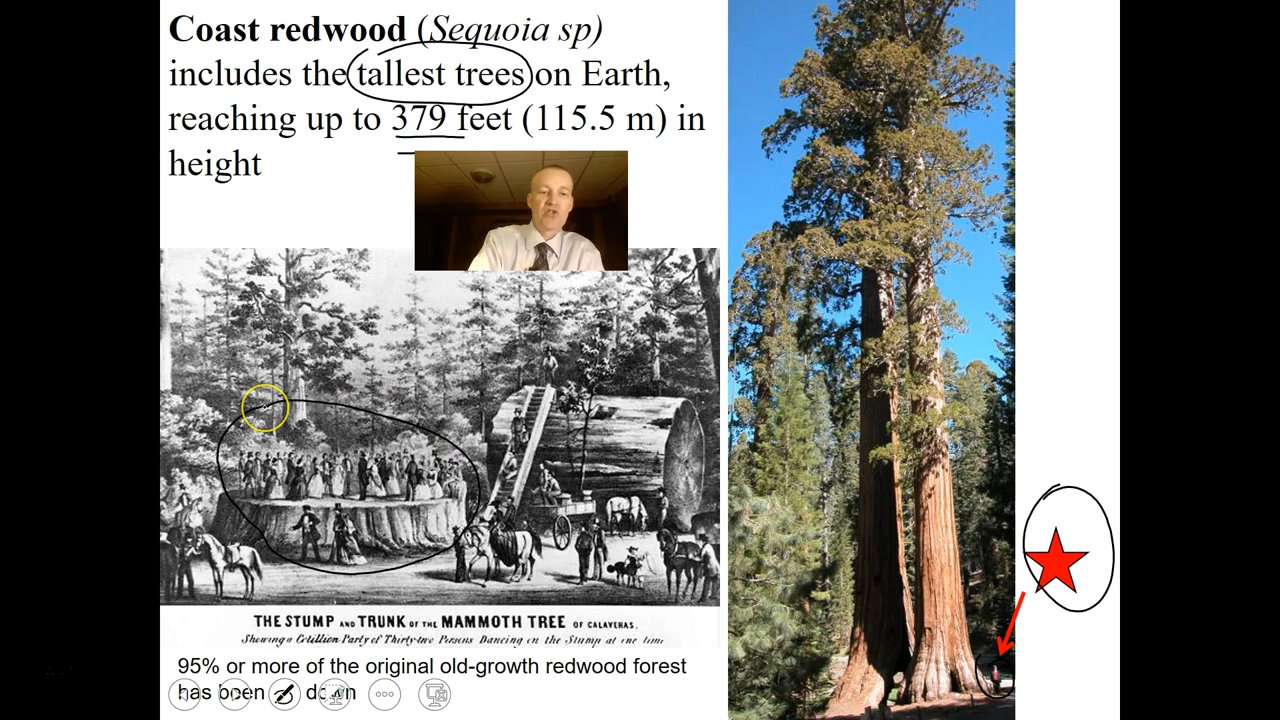 Coast redwood (Sequoia sp)
includes the tallest trees on Earth,
reaching up to 379 feet (115.5 m) in
height
THE STUMP AND TRUNK OF THE MAMMOTH TREE OF CALAVERAS.
Showing a Cotillion Party of Thirty-two Persons Dancing on the Stump at one time
95% or more of the original old-growth redwood forest
has been down